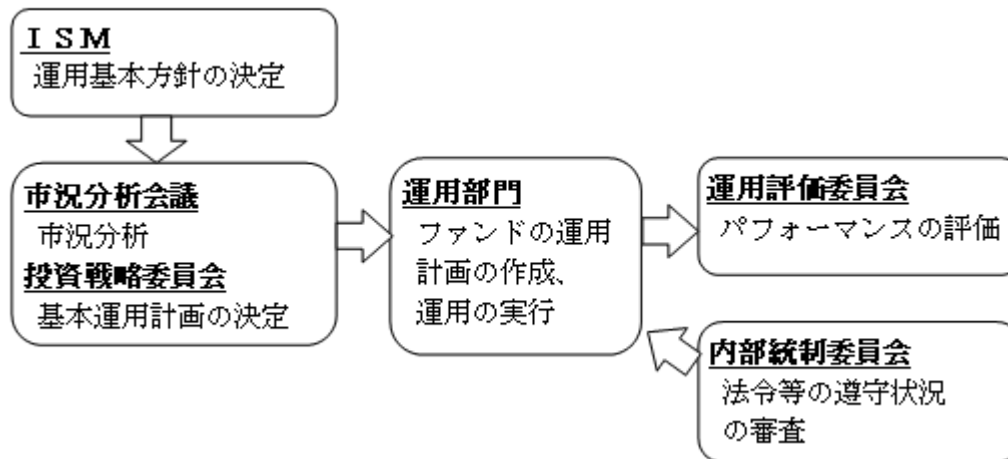 ＩＳＭ
運用基本方針の決定
市況分析会議
市況分析
投資戦略委員会
基本運用計画の決定
運用部門
ファンドの運用
計画の作成、
運用の実行
運用評価委員会
パフォーマンスの評価
内部統制委員会
法令等の遵守状況
の審査